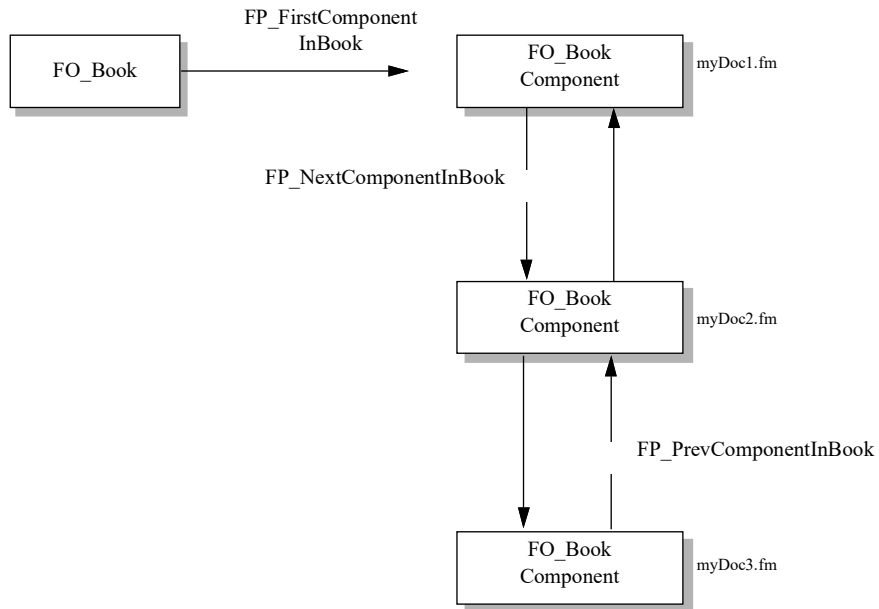 FP_FirstComponent
InBook
FO_Book
FO_Book
Component
myDoc1.fm
FP_NextComponentInBook
FO_Book
Component
myDoc2.fm
FP_PrevComponentInBook
FO_Book
Component
myDoc3.fm